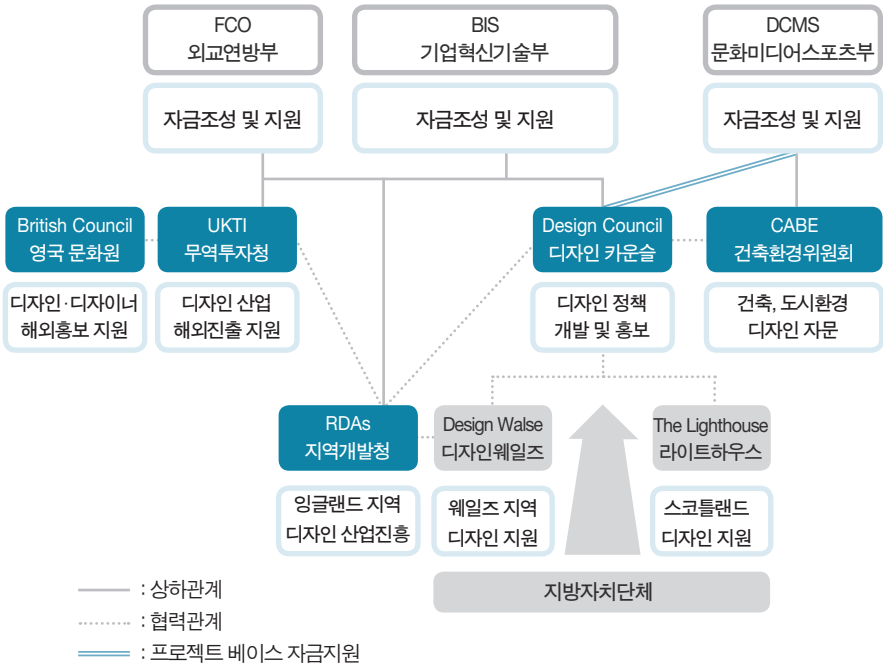 FCO
외교연방부
BIS
기업혁신기술부
DCMS
문화미디어스포츠부
자금조성 및 지원
자금조성 및 지원
자금조성 및 지원
British Council
영국 문화원
UKTI
무역투자청
Design Council
디자인 카운슬
CABE
건축환경위원회
디자인·디자이너
해외홍보 지원
디자인 산업
해외진출 지원
디자인 정책
개발 및 홍보
건축, 도시환경
디자인 자문
RDAs
지역개발청
Design Walse
디자인웨일즈
The Lighthouse
라이트하우스
잉글랜드 지역
디자인 산업진흥
웨일즈 지역
디자인 지원
스코틀랜드
디자인 지원
지방자치단체
: 상하관계
: 협력관계
: 프로젝트 베이스 자금지원